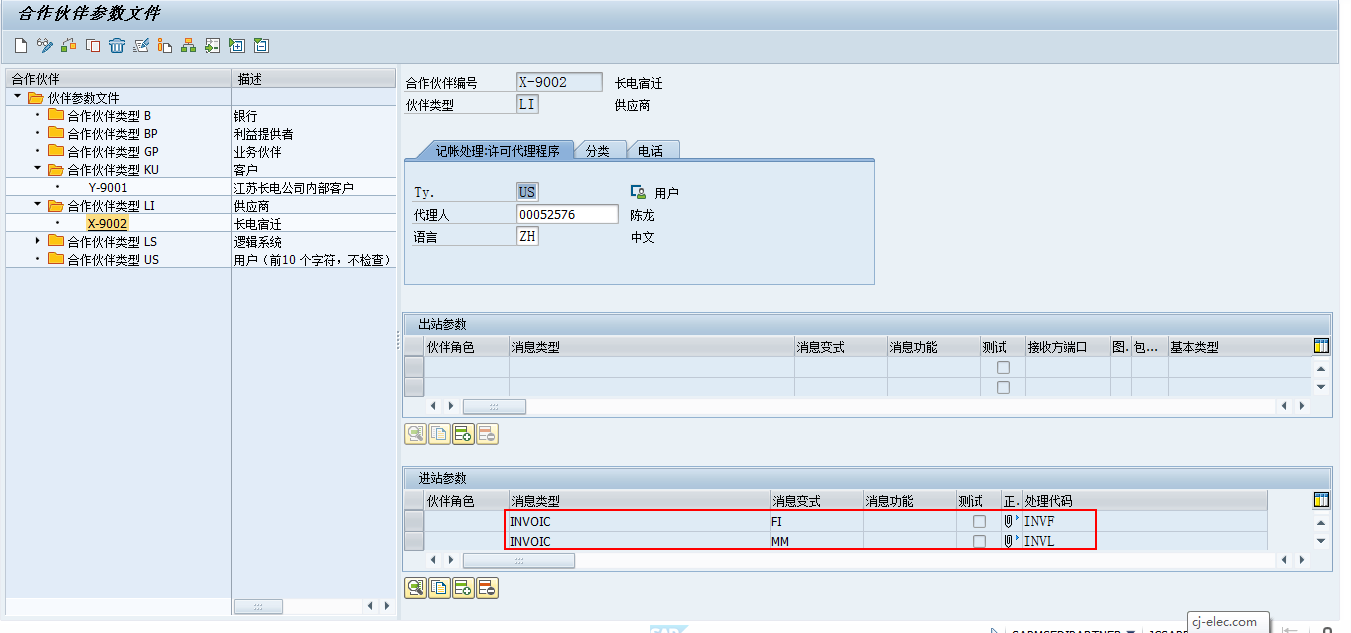 合作伙伴参数文件
合作伙伴 描述
伙伴参数文件
合作伙伴类型 B 银行
合作伙伴类型 BP 利益提供者
合作伙伴类型 GP 业务伙伴
合作伙伴类型 KU 客户
Y-9001 江苏长电公司内部客户
合作伙伴类型 LI 供应商
X-9002 长电宿迁
合作伙伴类型 LS 逻辑系统
合作伙伴类型 US 用户（前10 个字符，不检查）
合作伙伴编号 X-9002 长电宿迁
伙伴类型 LI 供应商
记帐处理:许可代理程序 分类 电话
Ty. US 用户
代理人 00052576 陈龙
语言 ZH 中文
出站参数
伙伴角色 消息类型 消息变式 消息功能 测试 接收方端口 图. 包... 基本类型
进站参数
伙伴角色 消息类型 消息变式 消息功能 测试 正. 处理代码
INVOIC FI INVF
INVOIC MM INVL
cj-elec.com